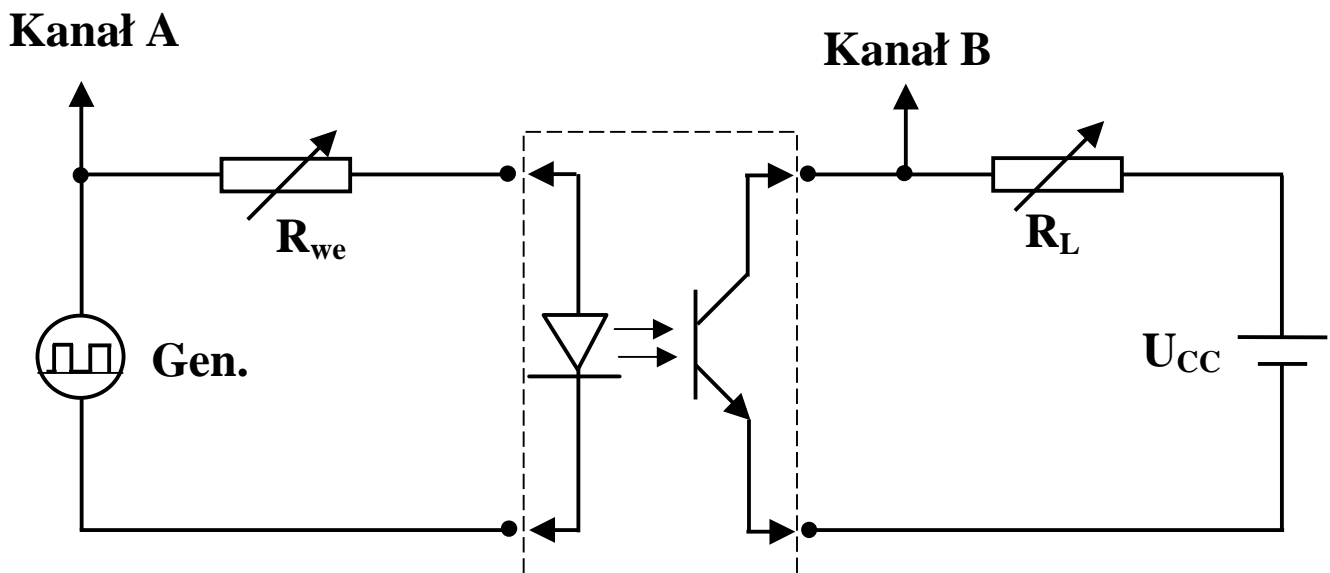 Kanał A
Kanał B
Rwe
RL
Gen.
UCC